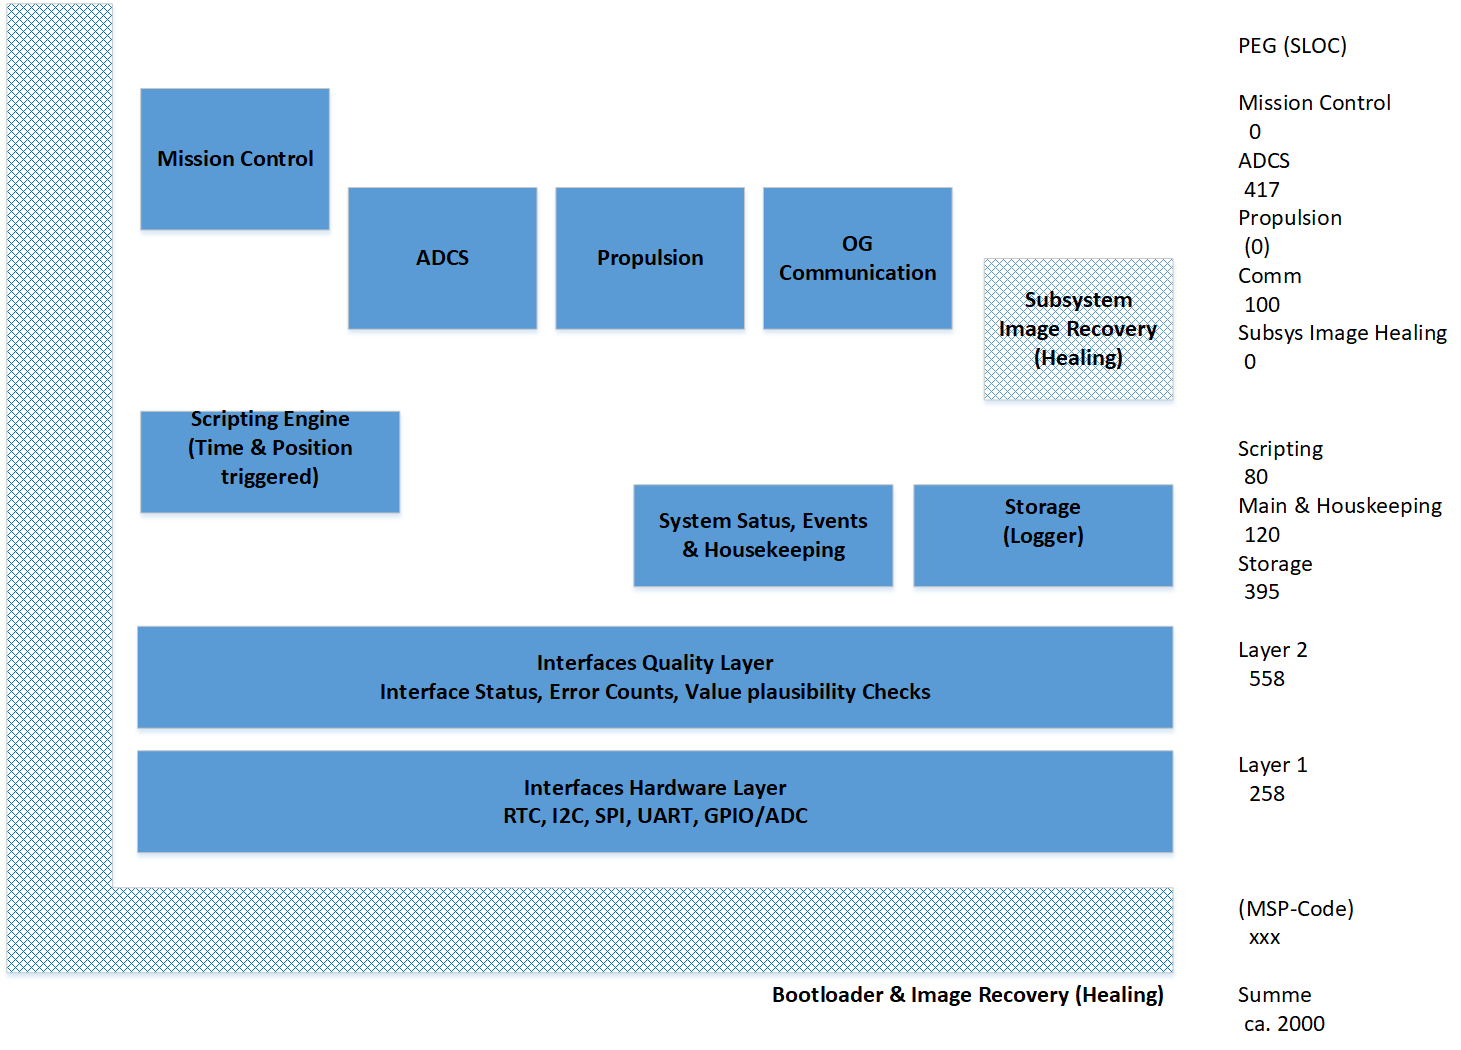 Mission Control
ADCS
Propulsion
OG
Communication
Subsystem
Image Recovery
(Healing)
Scripting Engine
(Time & Position
triggered)
System Satus, Events
& Housekeeping
Storage
(Logger)
Interfaces Quality Layer
Interface Status, Error Counts, Value plausibility Checks
Interfaces Hardware Layer
RTC, I2C, SPI, UART, GPIO/ADC
Bootloader & Image Recovery (Healing)
PEG (SLOC)
Mission Control
0
ADCS
417
Propulsion
(0)
Comm
100
Subsys Image Healing
0
Scripting
80
Main & Houskeeping
120
Storage
395
Layer 2
558
Layer 1
258
(MSP-Code)
xxx
Summe
ca. 2000